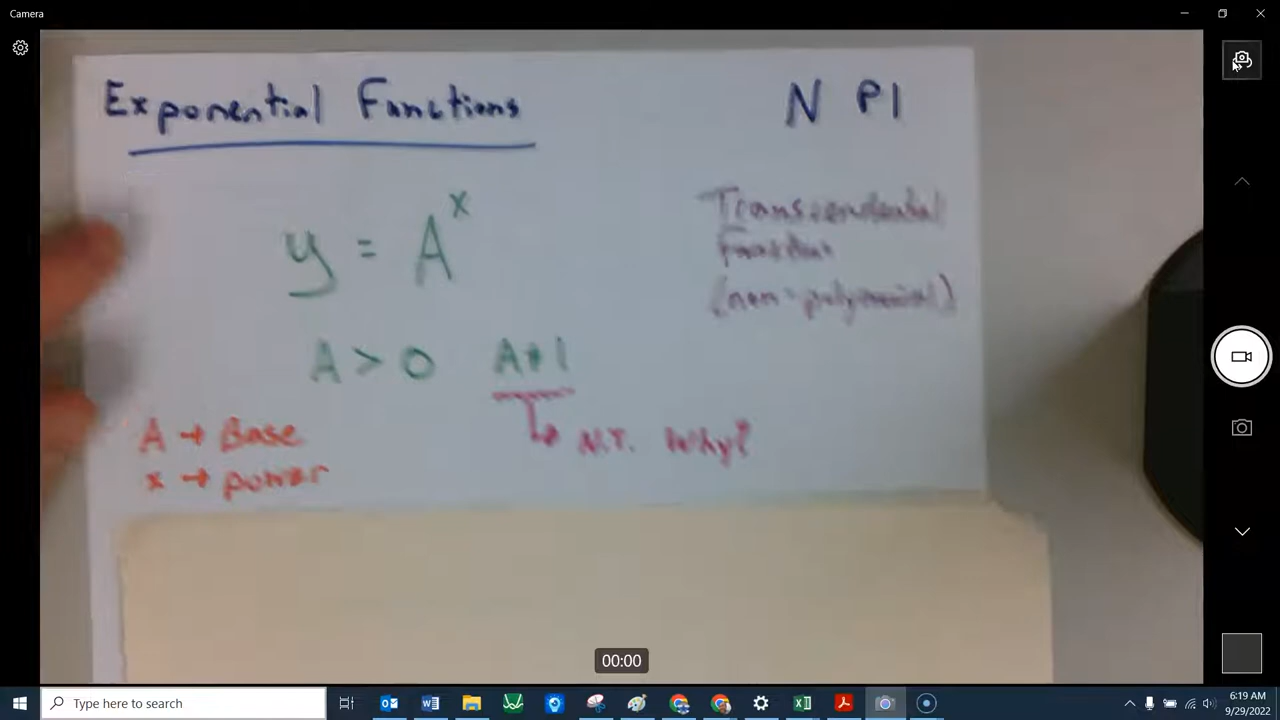 Camera
Exponential Functions
N P1
y = A^x
Transcendental
Function
(non-polynomial)
A > 0 A ≠ 1
N.T. Why?
A → Base
x → power
00:00
Type here to search
6:19 AM
9/29/2022